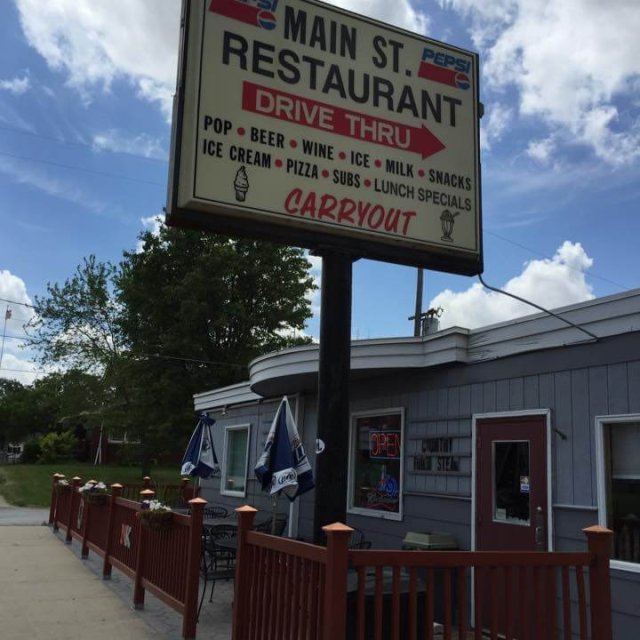 PEPSI
MAIN ST.
PEPSI
RESTAURANT
DRIVE THRU
POP • BEER • WINE • ICE • MILK • SNACKS
ICE CREAM • PIZZA • SUBS • LUNCH SPECIALS
CARRYOUT
OPEN